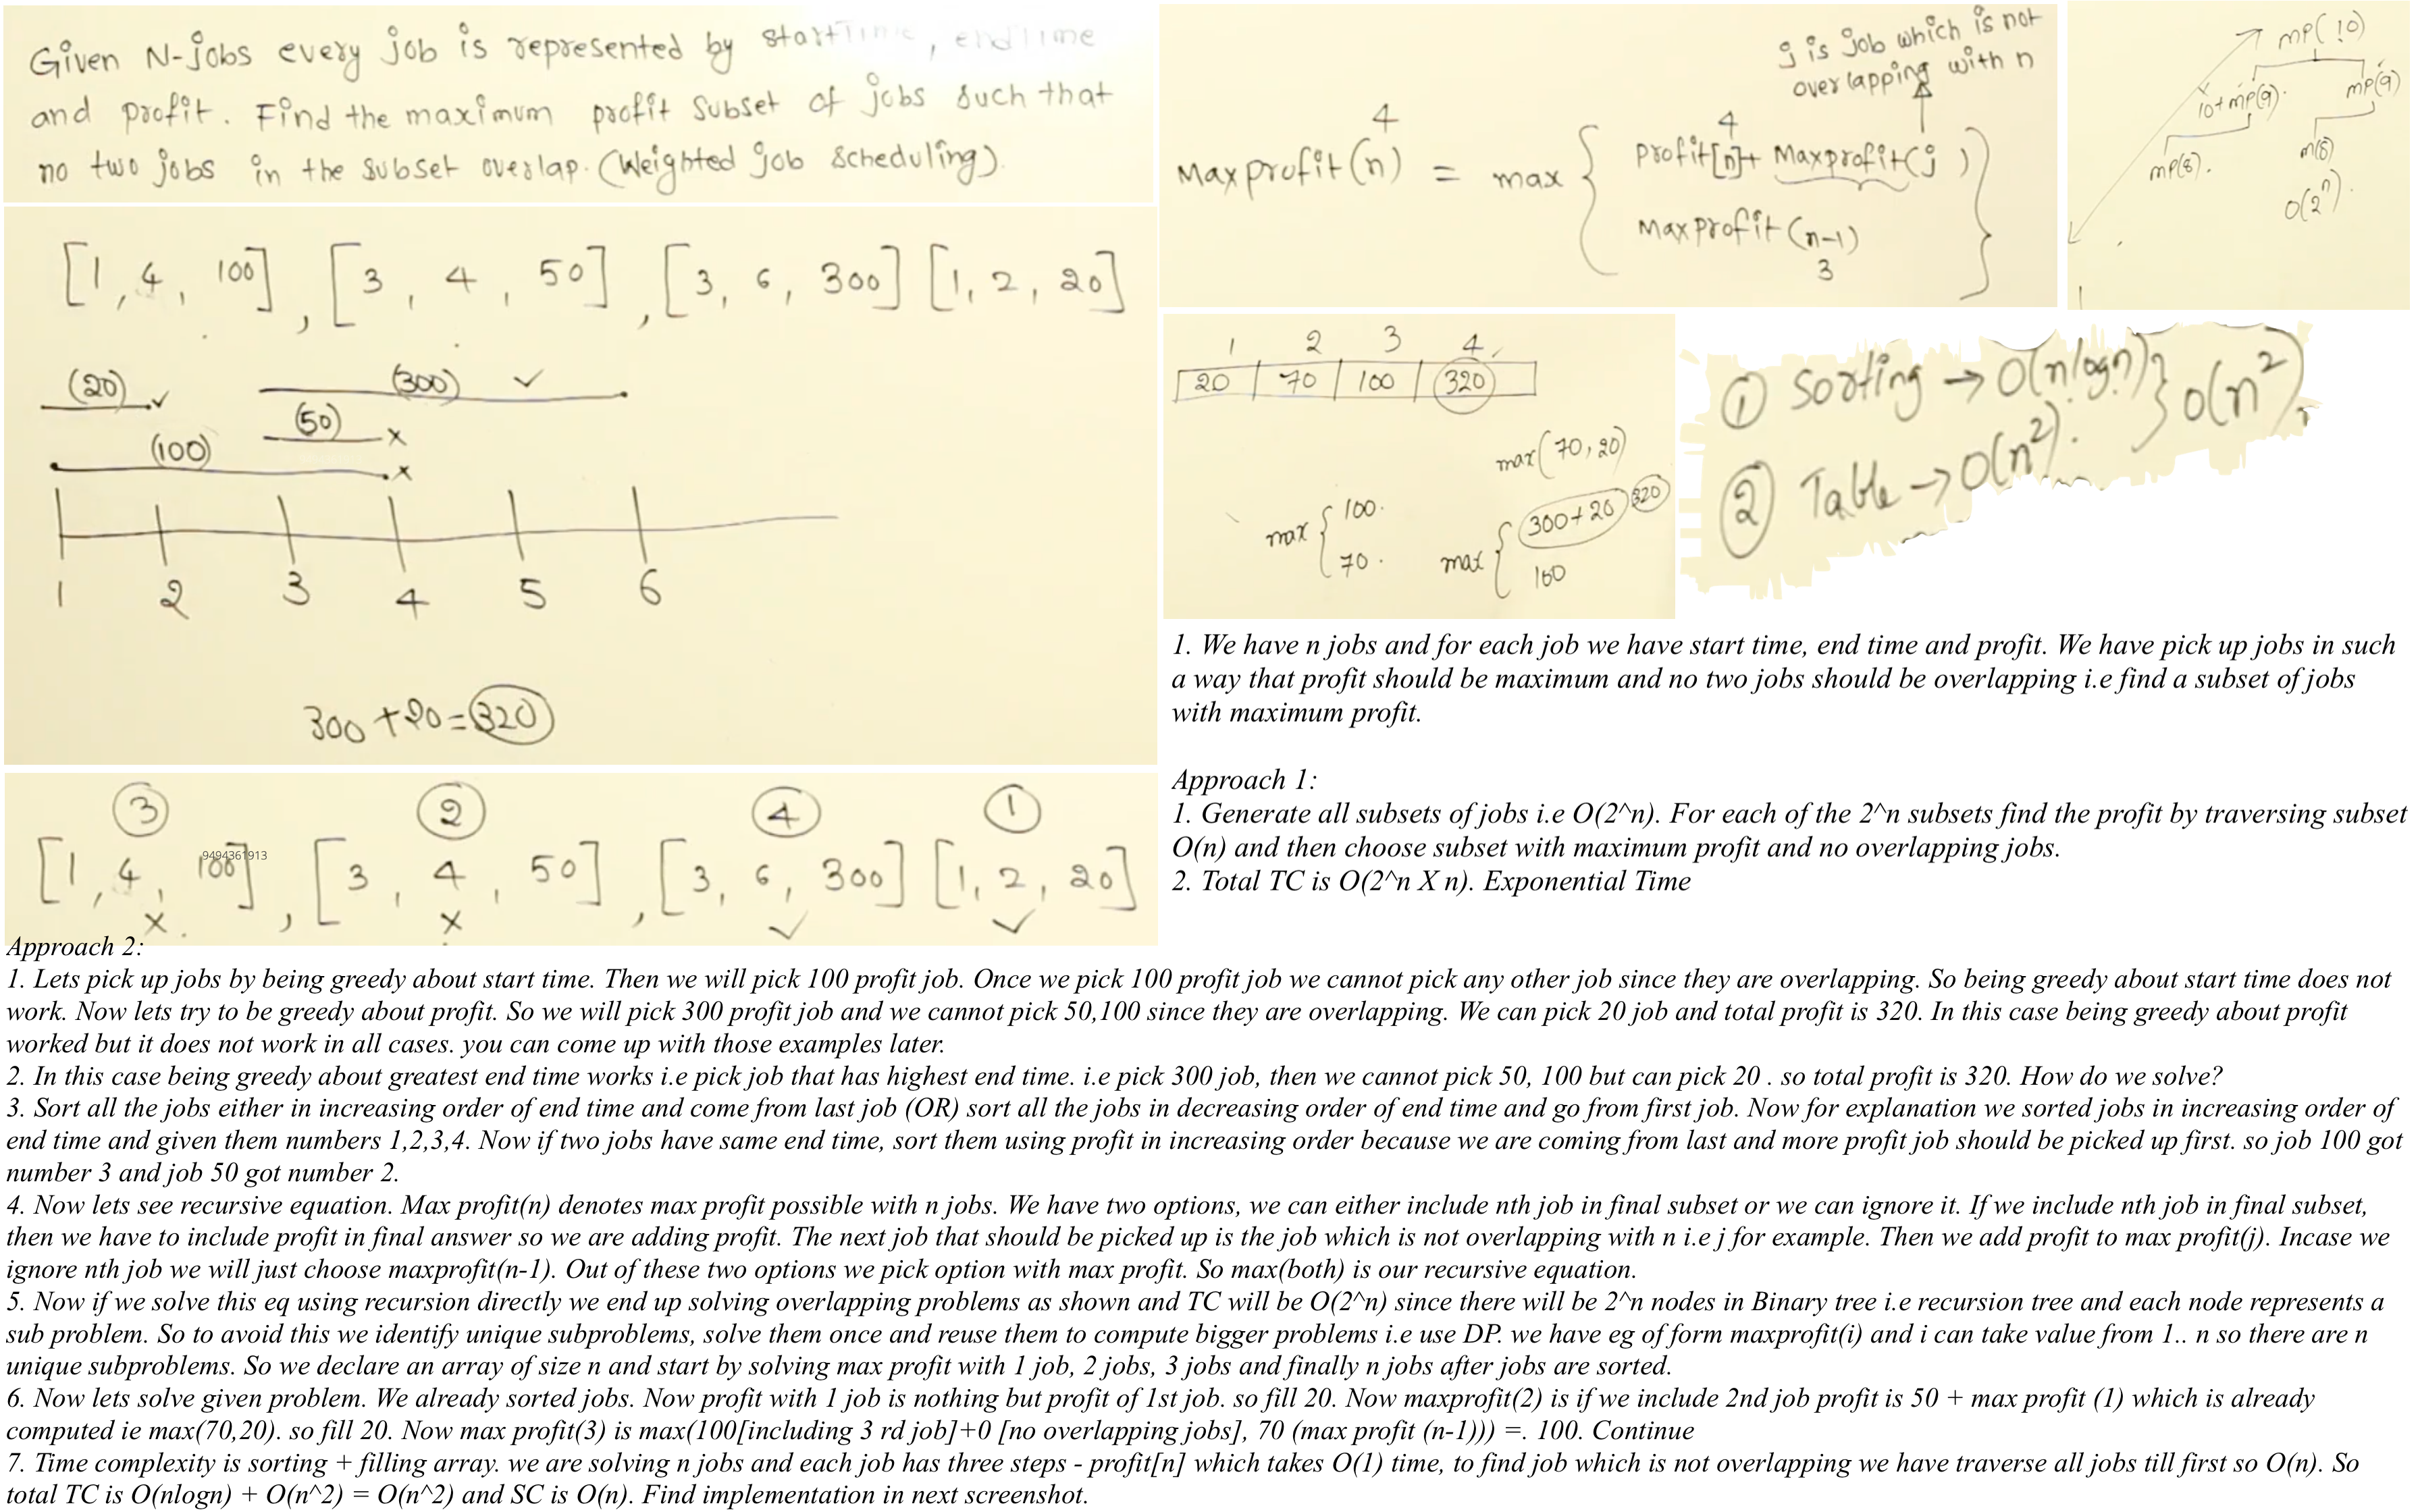 Given N-jobs every job is represented by startTime, endTime
and profit. Find the maximum profit subset of jobs such that
no two jobs in the subset overlap. (Weighted job scheduling).
[1, 4, 100], [3, 4, 50], [3, 6, 300] [1, 2, 20]
(20) ✓ (300) ✓
(50) x
(100) x
1 2 3 4 5 6
300 + 20 = 320
3 2 4 1
[1, 4, 100], [3, 4, 50], [3, 6, 300] [1, 2, 20]
9494361913
x x ✓ ✓
j is job which is not
overlapping with n
4 4
Maxprofit(n) = max { profit[n]+ Maxprofit(j)
Maxprofit(n-1) }
3
mp(10)
10+mp(9). mp(9)
mp(8). m(8)
O(2^n).
1 2 3 4
20 70 100 320
max(70, 20)
max { 100.
70.
max { 300+20 320
100
① Sorting → O(nlogn) } O(n²)
② Table → O(n²).
1. We have n jobs and for each job we have start time, end time and profit. We have pick up jobs in such
a way that profit should be maximum and no two jobs should be overlapping i.e find a subset of jobs
with maximum profit.
Approach 1:
1. Generate all subsets of jobs i.e O(2^n). For each of the 2^n subsets find the profit by traversing subset
O(n) and then choose subset with maximum profit and no overlapping jobs.
2. Total TC is O(2^n X n). Exponential Time
Approach 2:
1. Lets pick up jobs by being greedy about start time. Then we will pick 100 profit job. Once we pick 100 profit job we cannot pick any other job since they are overlapping. So being greedy about start time does not
work. Now lets try to be greedy about profit. So we will pick 300 profit job and we cannot pick 50,100 since they are overlapping. We can pick 20 job and total profit is 320. In this case being greedy about profit
worked but it does not work in all cases. you can come up with those examples later.
2. In this case being greedy about greatest end time works i.e pick job that has highest end time. i.e pick 300 job, then we cannot pick 50, 100 but can pick 20 . so total profit is 320. How do we solve?
3. Sort all the jobs either in increasing order of end time and come from last job (OR) sort all the jobs in decreasing order of end time and go from first job. Now for explanation we sorted jobs in increasing order of
end time and given them numbers 1,2,3,4. Now if two jobs have same end time, sort them using profit in increasing order because we are coming from last and more profit job should be picked up first. so job 100 got
number 3 and job 50 got number 2.
4. Now lets see recursive equation. Max profit(n) denotes max profit possible with n jobs. We have two options, we can either include nth job in final subset or we can ignore it. If we include nth job in final subset,
then we have to include profit in final answer so we are adding profit. The next job that should be picked up is the job which is not overlapping with n i.e j for example. Then we add profit to max profit(j). Incase we
ignore nth job we will just choose maxprofit(n-1). Out of these two options we pick option with max profit. So max(both) is our recursive equation.
5. Now if we solve this eq using recursion directly we end up solving overlapping problems as shown and TC will be O(2^n) since there will be 2^n nodes in Binary tree i.e recursion tree and each node represents a
sub problem. So to avoid this we identify unique subproblems, solve them once and reuse them to compute bigger problems i.e use DP. we have eg of form maxprofit(i) and i can take value from 1.. n so there are n
unique subproblems. So we declare an array of size n and start by solving max profit with 1 job, 2 jobs, 3 jobs and finally n jobs after jobs are sorted.
6. Now lets solve given problem. We already sorted jobs. Now profit with 1 job is nothing but profit of 1st job. so fill 20. Now maxprofit(2) is if we include 2nd job profit is 50 + max profit (1) which is already
computed ie max(70,20). so fill 20. Now max profit(3) is max(100[including 3 rd job]+0 [no overlapping jobs], 70 (max profit (n-1))) =. 100. Continue
7. Time complexity is sorting + filling array. we are solving n jobs and each job has three steps - profit[n] which takes O(1) time, to find job which is not overlapping we have traverse all jobs till first so O(n). So
total TC is O(nlogn) + O(n^2) = O(n^2) and SC is O(n). Find implementation in next screenshot.